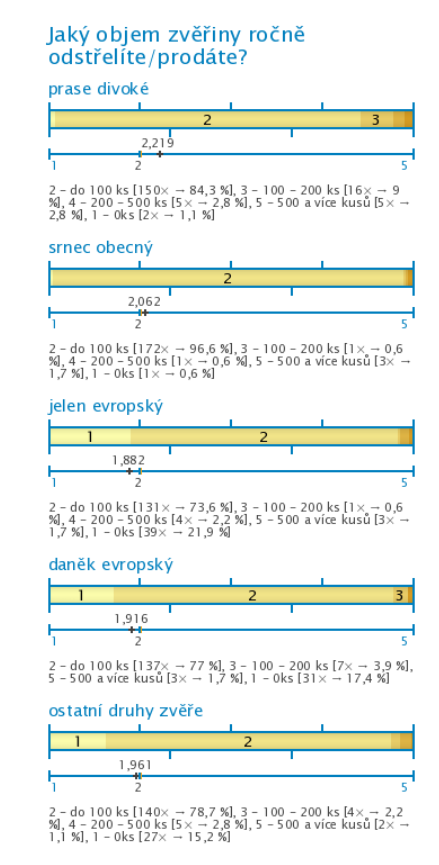 Jaký objem zvěřiny ročně
odstřelíte/prodáte?
prase divoké
2 3
2,219
1 2 5
2 – do 100 ks [150× → 84,3 %], 3 – 100 – 200 ks [16× → 9
%], 4 – 200 – 500 ks [5× → 2,8 %], 5 – 500 a více kusů [5× →
2,8 %], 1 – 0ks [2× → 1,1 %]
srnec obecný
2
2,062
1 2 5
2 – do 100 ks [172× → 96,6 %], 3 – 100 – 200 ks [1× → 0,6
%], 4 – 200 – 500 ks [1× → 0,6 %], 5 – 500 a více kusů [3× →
1,7 %], 1 – 0ks [1× → 0,6 %]
jelen evropský
1 2
1,882
1 2 5
2 – do 100 ks [131× → 73,6 %], 3 – 100 – 200 ks [1× → 0,6
%], 4 – 200 – 500 ks [4× → 2,2 %], 5 – 500 a více kusů [3× →
1,7 %], 1 – 0ks [39× → 21,9 %]
daněk evropský
1 2 3
1,916
1 2 5
2 – do 100 ks [137× → 77 %], 3 – 100 – 200 ks [7× → 3,9 %],
5 – 500 a více kusů [3× → 1,7 %], 1 – 0ks [31× → 17,4 %]
ostatní druhy zvěře
1 2
1,961
1 2 5
2 – do 100 ks [140× → 78,7 %], 3 – 100 – 200 ks [4× → 2,2
%], 4 – 200 – 500 ks [5× → 2,8 %], 5 – 500 a více kusů [2× →
1,1 %], 1 – 0ks [27× → 15,2 %]